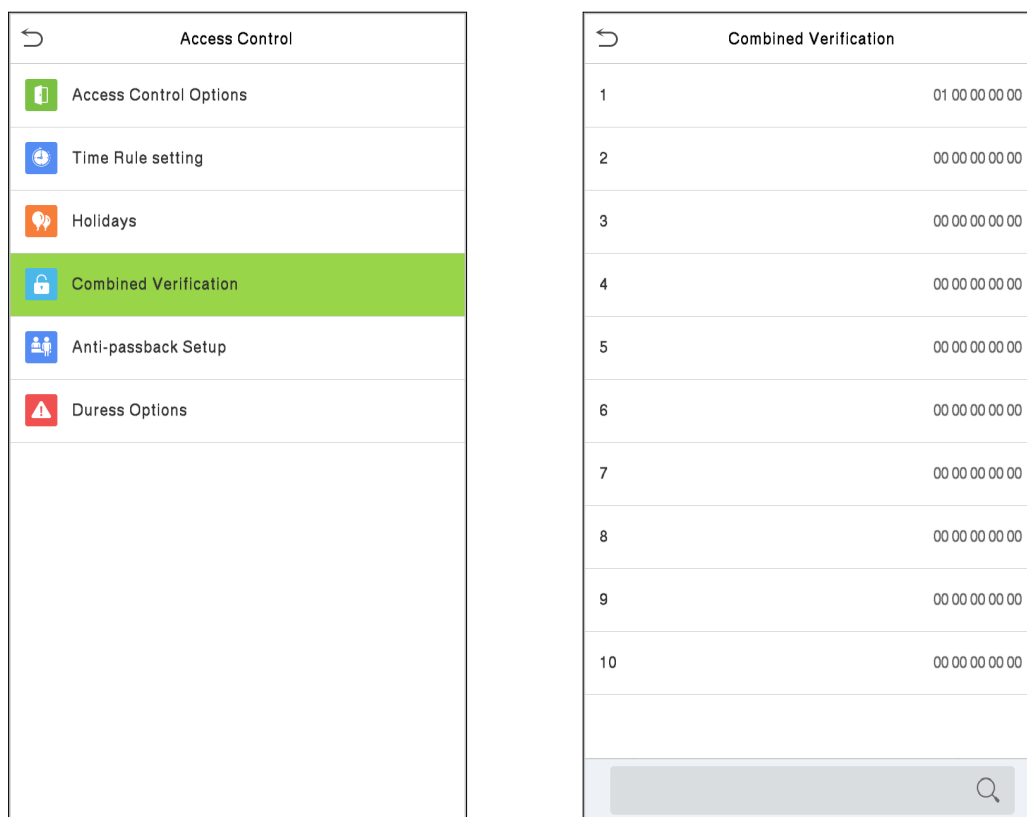 Access Control
Access Control Options
Time Rule setting
Holidays
Combined Verification
Anti-passback Setup
Duress Options
Combined Verification
1 01 00 00 00 00
2 00 00 00 00 00
3 00 00 00 00 00
4 00 00 00 00 00
5 00 00 00 00 00
6 00 00 00 00 00
7 00 00 00 00 00
8 00 00 00 00 00
9 00 00 00 00 00
10 00 00 00 00 00